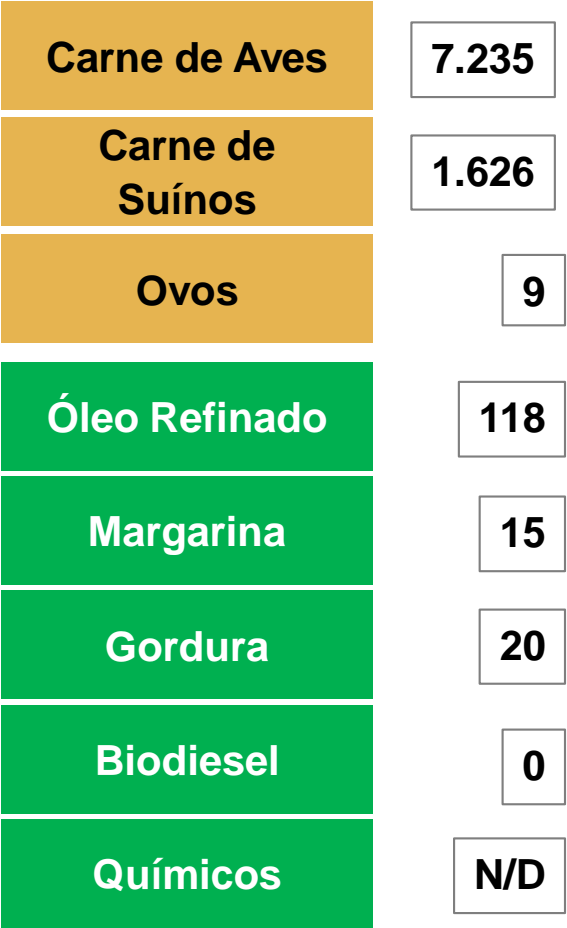 Carne de Aves 7.235
Carne de
Suínos 1.626
Ovos 9
Óleo Refinado 118
Margarina 15
Gordura 20
Biodiesel 0
Químicos N/D